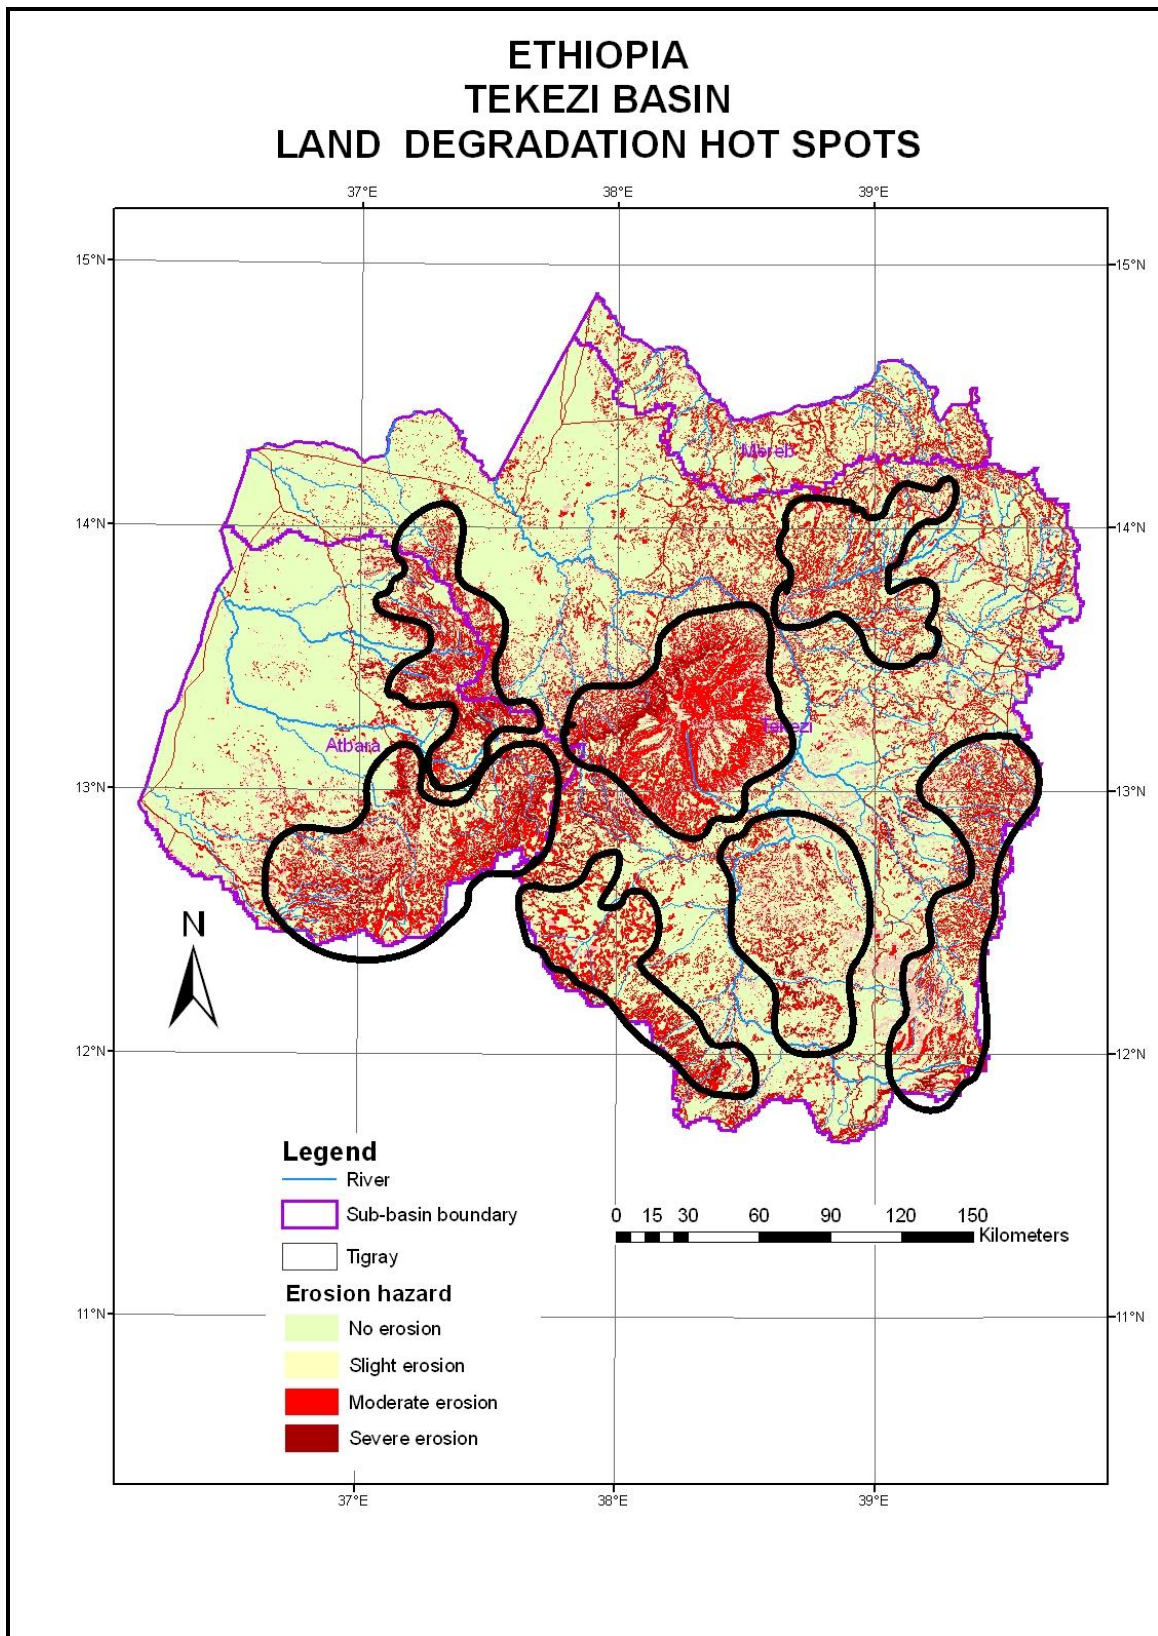 ETHIOPIA
TEKEZI BASIN
LAND DEGRADATION HOT SPOTS
37°E 38°E 39°E
15°N 15°N
Mereb
14°N 14°N
Tekezi
Atbara
13°N 13°N
N
12°N 12°N
Legend
River
Sub-basin boundary
Tigray
0 15 30 60 90 120 150
Kilometers
Erosion hazard
11°N 11°N
No erosion
Slight erosion
Moderate erosion
Severe erosion
37°E 38°E 39°E